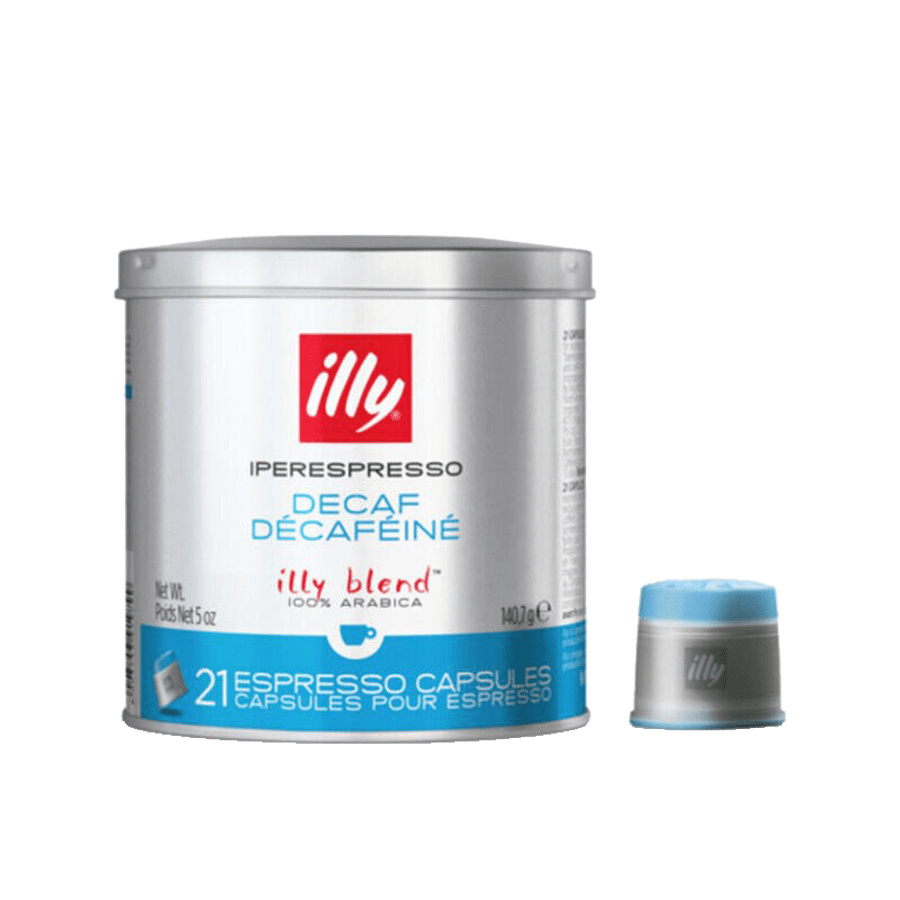 illy®
IPERESPRESSO
DECAF
DÉCAFÉINÉ
illy blend™
100% ARABICA
Net Wt.
Poids Net 5 oz
140,7 g ℮
21 ESPRESSO CAPSULES
CAPSULES POUR ESPRESSO
illy